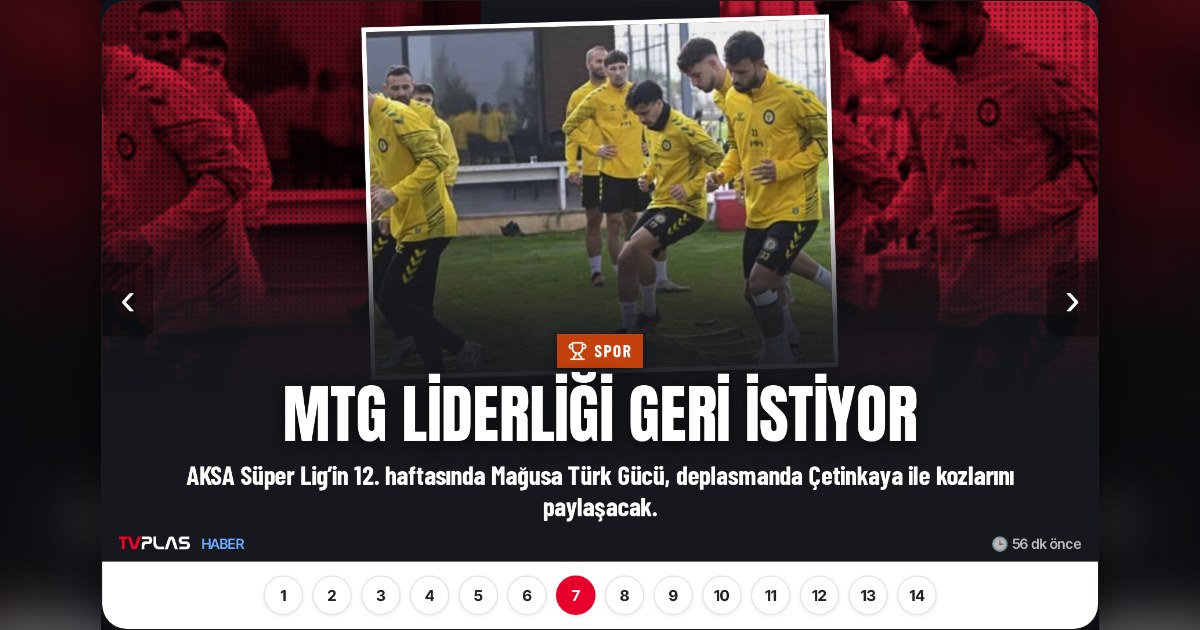 SPOR
MTG LİDERLİĞİ GERİ İSTİYOR
AKSA Süper Lig’in 12. haftasında Mağusa Türk Gücü, deplasmanda Çetinkaya ile kozlarını
paylaşacak.
TVPLAS HABER
56 dk önce
1 2 3 4 5 6 7 8 9 10 11 12 13 14